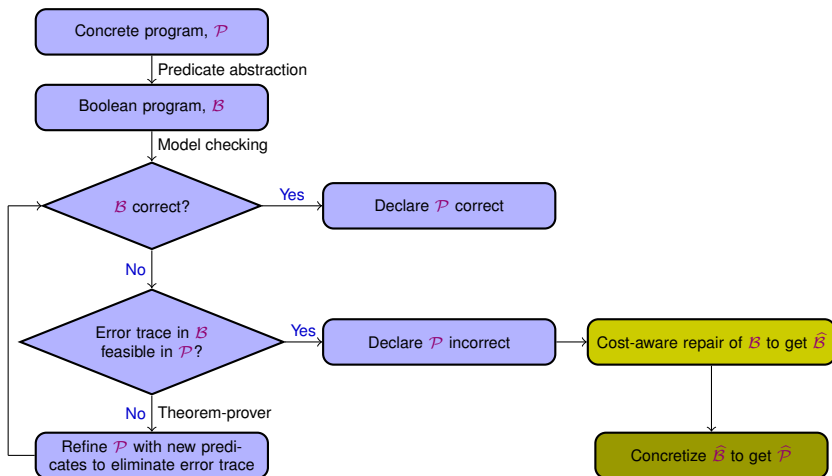 Concrete program, 𝒫
Predicate abstraction
Boolean program, ℬ
Model checking
ℬ correct?
Yes
Declare 𝒫 correct
No
Error trace in ℬ
feasible in 𝒫?
Yes
Declare 𝒫 incorrect
Cost-aware repair of ℬ to get ℬ̂
No
Theorem-prover
Refine 𝒫 with new predi-
cates to eliminate error trace
Concretize ℬ̂ to get 𝒫̂